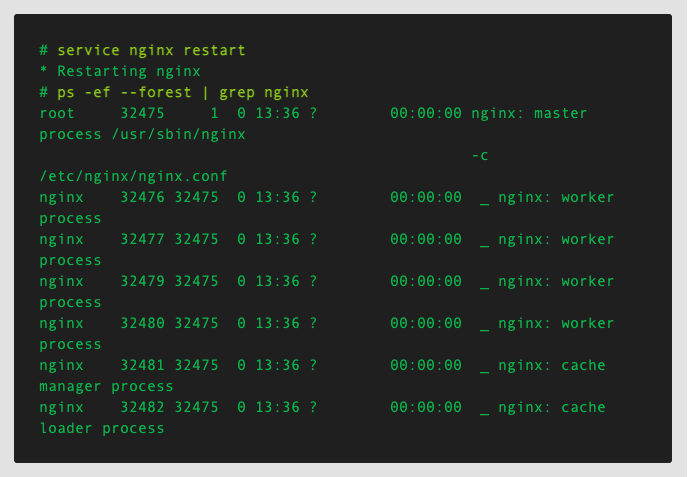 # service nginx restart
* Restarting nginx
# ps -ef --forest | grep nginx
root     32475     1  0 13:36 ?        00:00:00 nginx: master
process /usr/sbin/nginx
                                                -c
/etc/nginx/nginx.conf
nginx    32476 32475  0 13:36 ?        00:00:00  _ nginx: worker
process
nginx    32477 32475  0 13:36 ?        00:00:00  _ nginx: worker
process
nginx    32479 32475  0 13:36 ?        00:00:00  _ nginx: worker
process
nginx    32480 32475  0 13:36 ?        00:00:00  _ nginx: worker
process
nginx    32481 32475  0 13:36 ?        00:00:00  _ nginx: cache
manager process
nginx    32482 32475  0 13:36 ?        00:00:00  _ nginx: cache
loader process